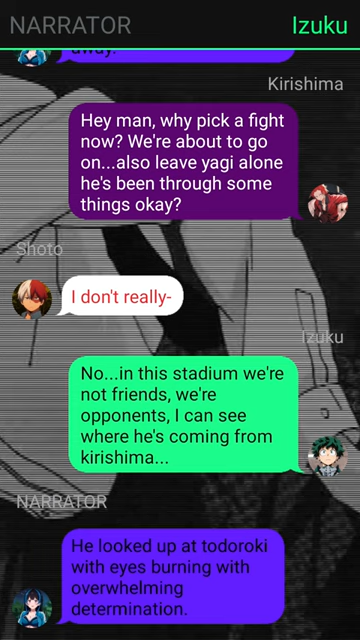 NARRATOR
Izuku
away.
Kirishima
Hey man, why pick a fight
now? We're about to go
on...also leave yagi alone
he's been through some
things okay?
Shoto
I don't really-
Izuku
No...in this stadium we're
not friends, we're
opponents, I can see
where he's coming from
kirishima...
NARRATOR
He looked up at todoroki
with eyes burning with
overwhelming
determination.